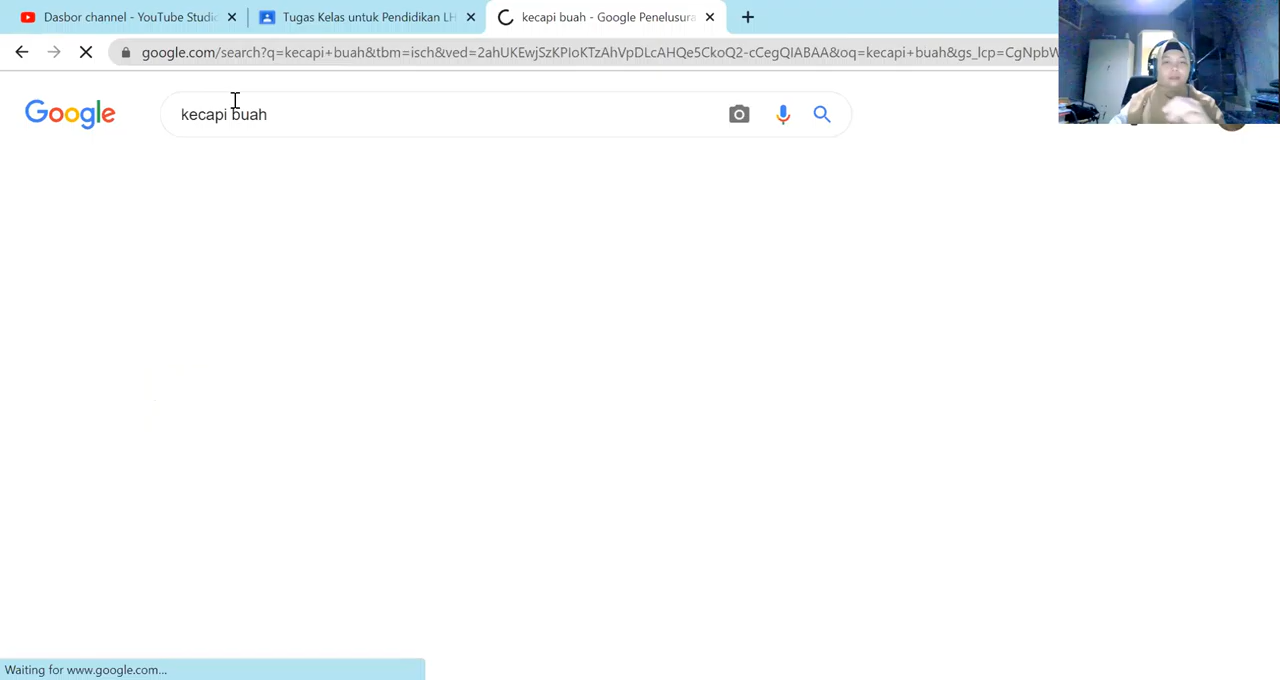 Dasbor channel - YouTube Studio
Tugas Kelas untuk Pendidikan LH
kecapi buah - Google Penelusura
google.com/search?q=kecapi+buah&tbm=isch&ved=2ahUKEwjSzKPIoKTzAhVpDLcAHQe5CkoQ2-cCegQIABAA&oq=kecapi+buah&gs_lcp=CgNpbW
Google
kecapi buah
Waiting for www.google.com...